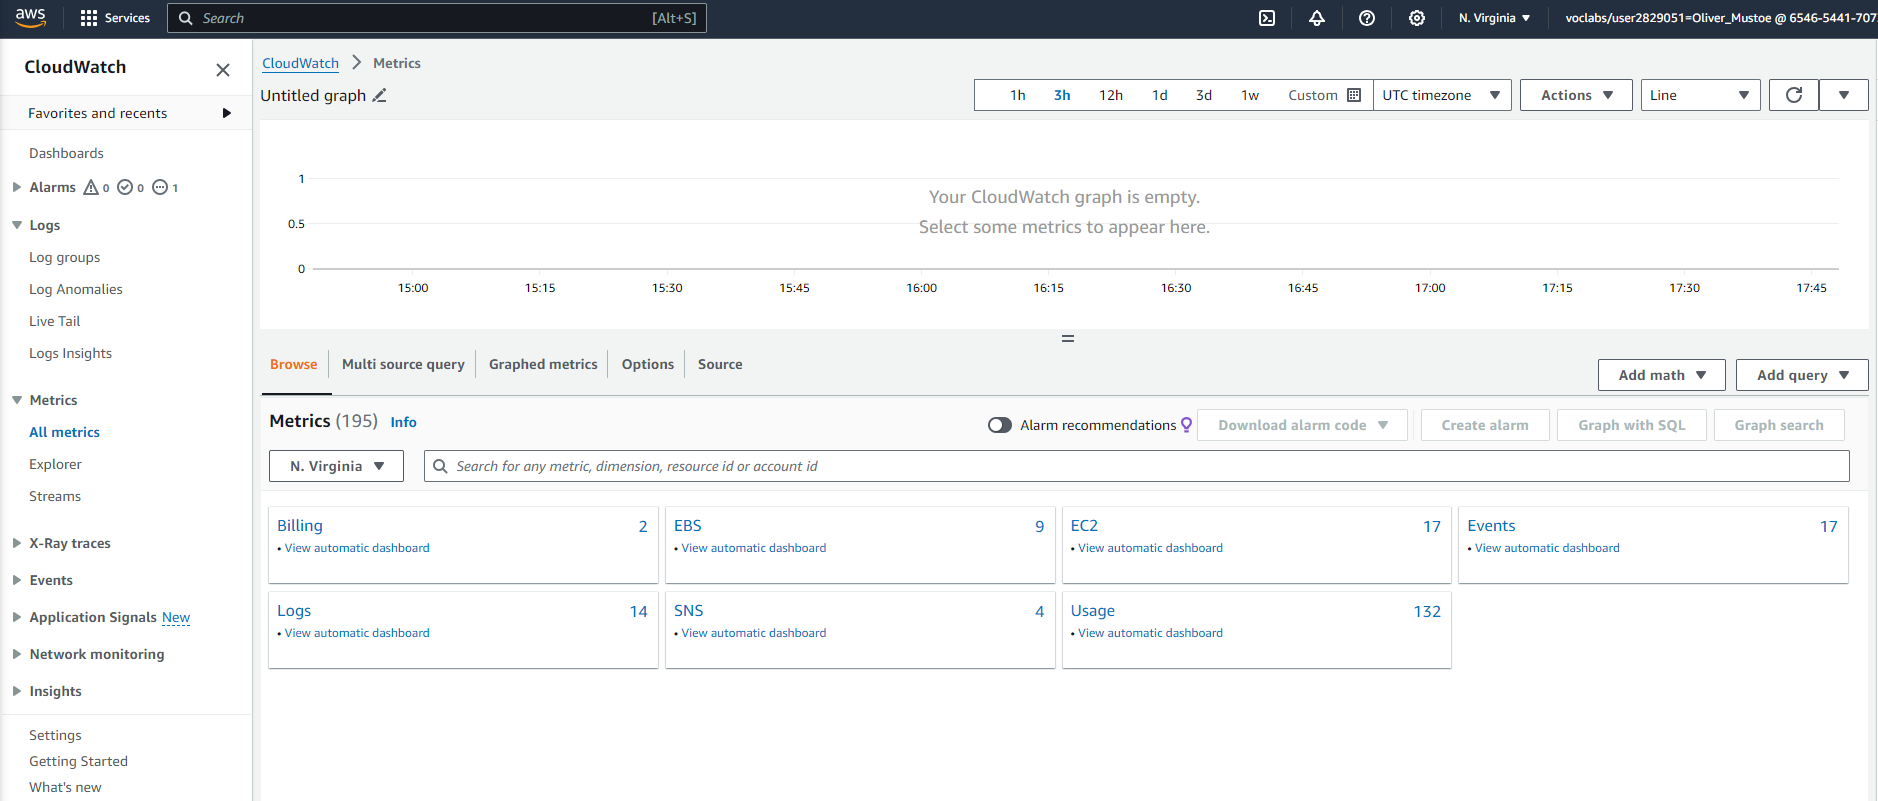 aws
Services
Search
[Alt+S]
N. Virginia
voclabs/user2829051=Oliver_Mustoe @ 6546-5441-707
CloudWatch
Favorites and recents
Dashboards
Alarms 0 0 1
Logs
Log groups
Log Anomalies
Live Tail
Logs Insights
Metrics
All metrics
Explorer
Streams
X-Ray traces
Events
Application Signals New
Network monitoring
Insights
Settings
Getting Started
What's new
CloudWatch > Metrics
Untitled graph
1h 3h 12h 1d 3d 1w Custom
UTC timezone
Actions
Line
1
0.5
0
Your CloudWatch graph is empty.
Select some metrics to appear here.
15:00 15:15 15:30 15:45 16:00 16:15 16:30 16:45 17:00 17:15 17:30 17:45
Browse
Multi source query
Graphed metrics
Options
Source
Add math
Add query
Metrics (195) Info
Alarm recommendations
Download alarm code
Create alarm
Graph with SQL
Graph search
N. Virginia
Search for any metric, dimension, resource id or account id
Billing 2
• View automatic dashboard
EBS 9
• View automatic dashboard
EC2 17
• View automatic dashboard
Events 17
• View automatic dashboard
Logs 14
• View automatic dashboard
SNS 4
• View automatic dashboard
Usage 132
• View automatic dashboard